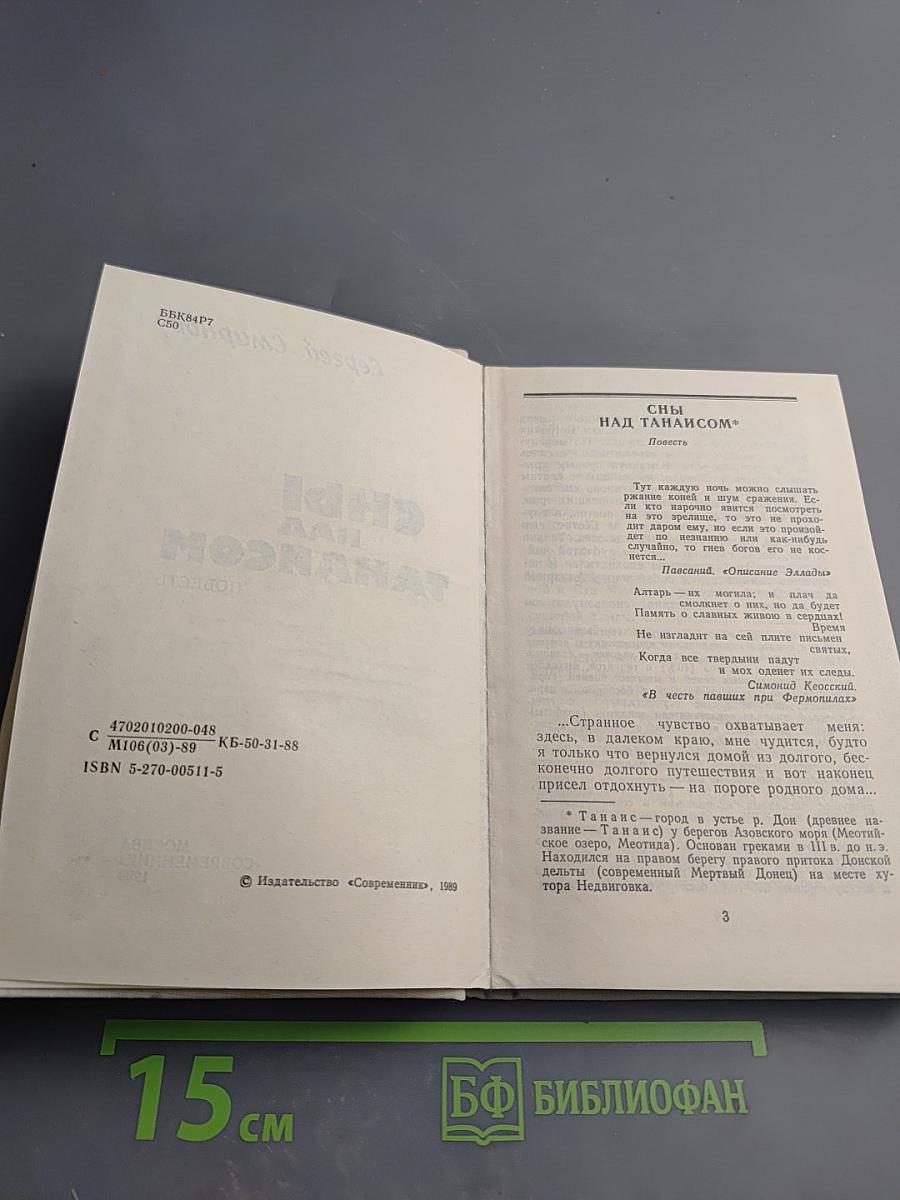 ББК84Р7
С50
СНЫ
НАД ТАНАИСОМ*
Повесть
Тут каждую ночь можно слышать
ржание коней и шум сражения. Ес-
ли кто нарочно явится посмотреть
на это зрелище, то это не прохо-
дит даром ему, но если это произой-
дет по незнанию или как-нибудь
случайно, то гнев богов его не кос-
нется...
Павсаний. «Описание Эллады»
Алтарь — их могила; и плач да
смолкнет о них, но да будет
Память о славных живою в сердцах!
Время
Не изгладит на сей плите письмен
святых,
Когда все твердыни падут
и мох оденет их следы.
Симонид Кеосский.
«В честь павших при Фермопилах»
...Странное чувство охватывает меня:
здесь, в далеком краю, мне чудится, будто
я только что вернулся домой из долгого, бес-
конечно долгого путешествия и вот наконец
присел отдохнуть — на пороге родного дома...
* Танаис — город в устье р. Дон (древнее на-
звание — Танаис) у берегов Азовского моря (Меотий-
ское озеро, Меотида). Основан греками в III в. до н. э.
Находился на правом берегу правого притока Донской
дельты (современный Мертвый Донец) на месте ху-
тора Недвиговка.
3
С 4702010200-048
М106(03)-89 КБ-50-31-88
ISBN 5-270-00511-5
© Издательство «Современник», 1989
Сергей Смирнов
СНЫ
НАД
ТАНАИСОМ
ПОВЕСТЬ
МОСКВА
«СОВРЕМЕННИК»
1989
15 см
БФ БИБЛИОФАН